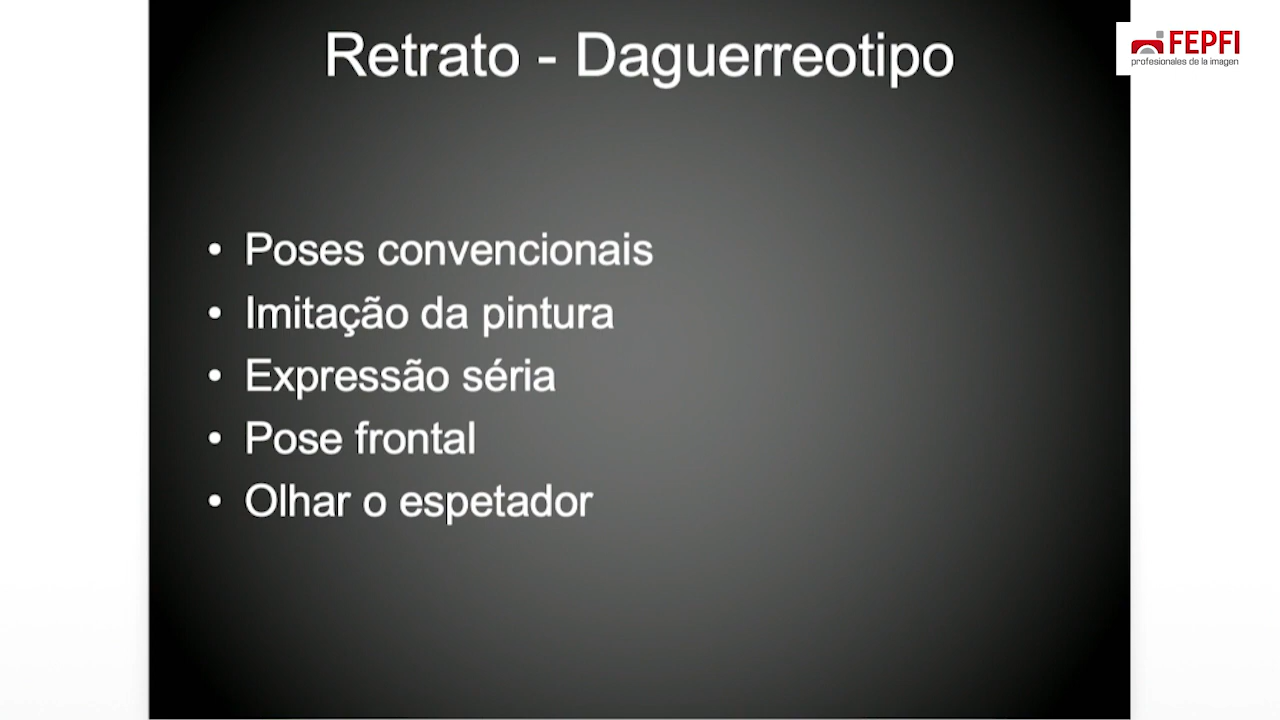 Retrato - Daguerreotipo
FEPFI
profesionales de la imagen
• Poses convencionais
• Imitação da pintura
• Expressão séria
• Pose frontal
• Olhar o espetador